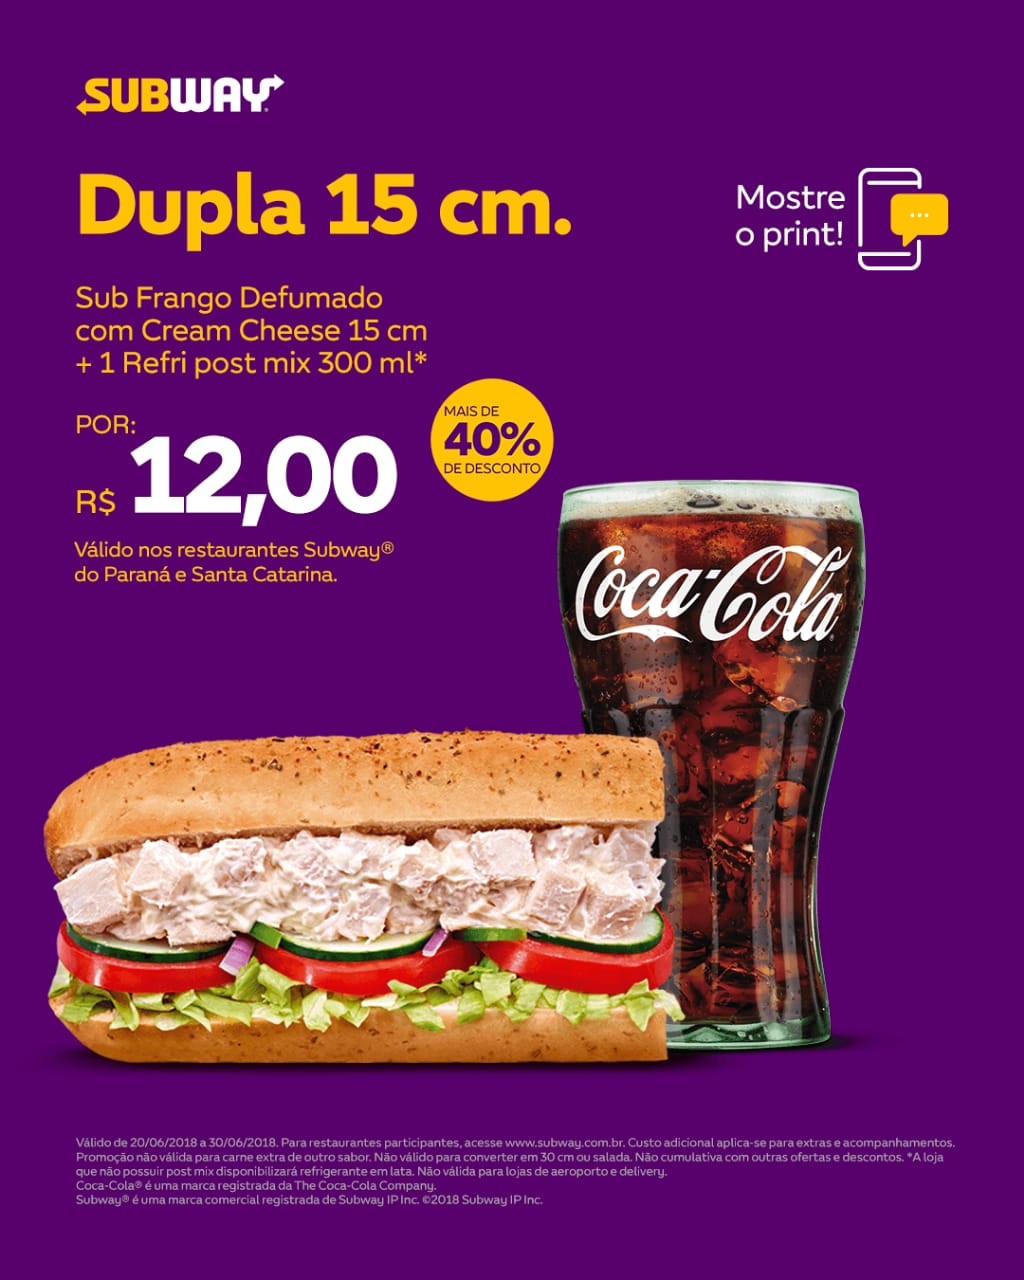 SUBWAY®
Dupla 15 cm.
Mostre
o print!
Sub Frango Defumado
com Cream Cheese 15 cm
+ 1 Refri post mix 300 ml*
POR:
R$ 12,00
MAIS DE
40%
DE DESCONTO
Válido nos restaurantes Subway®
do Paraná e Santa Catarina.
Coca-Cola®
Válido de 20/06/2018 a 30/06/2018. Para restaurantes participantes, acesse www.subway.com.br. Custo adicional aplica-se para extras e acompanhamentos.
Promoção não válida para carne extra de outro sabor. Não válido para converter em 30 cm ou salada. Não cumulativa com outras ofertas e descontos. *A loja
que não possuir post mix disponibilizará refrigerante em lata. Não válida para lojas de aeroporto e delivery.
Coca-Cola® é uma marca registrada da The Coca-Cola Company.
Subway® é uma marca comercial registrada de Subway IP Inc. ©2018 Subway IP Inc.